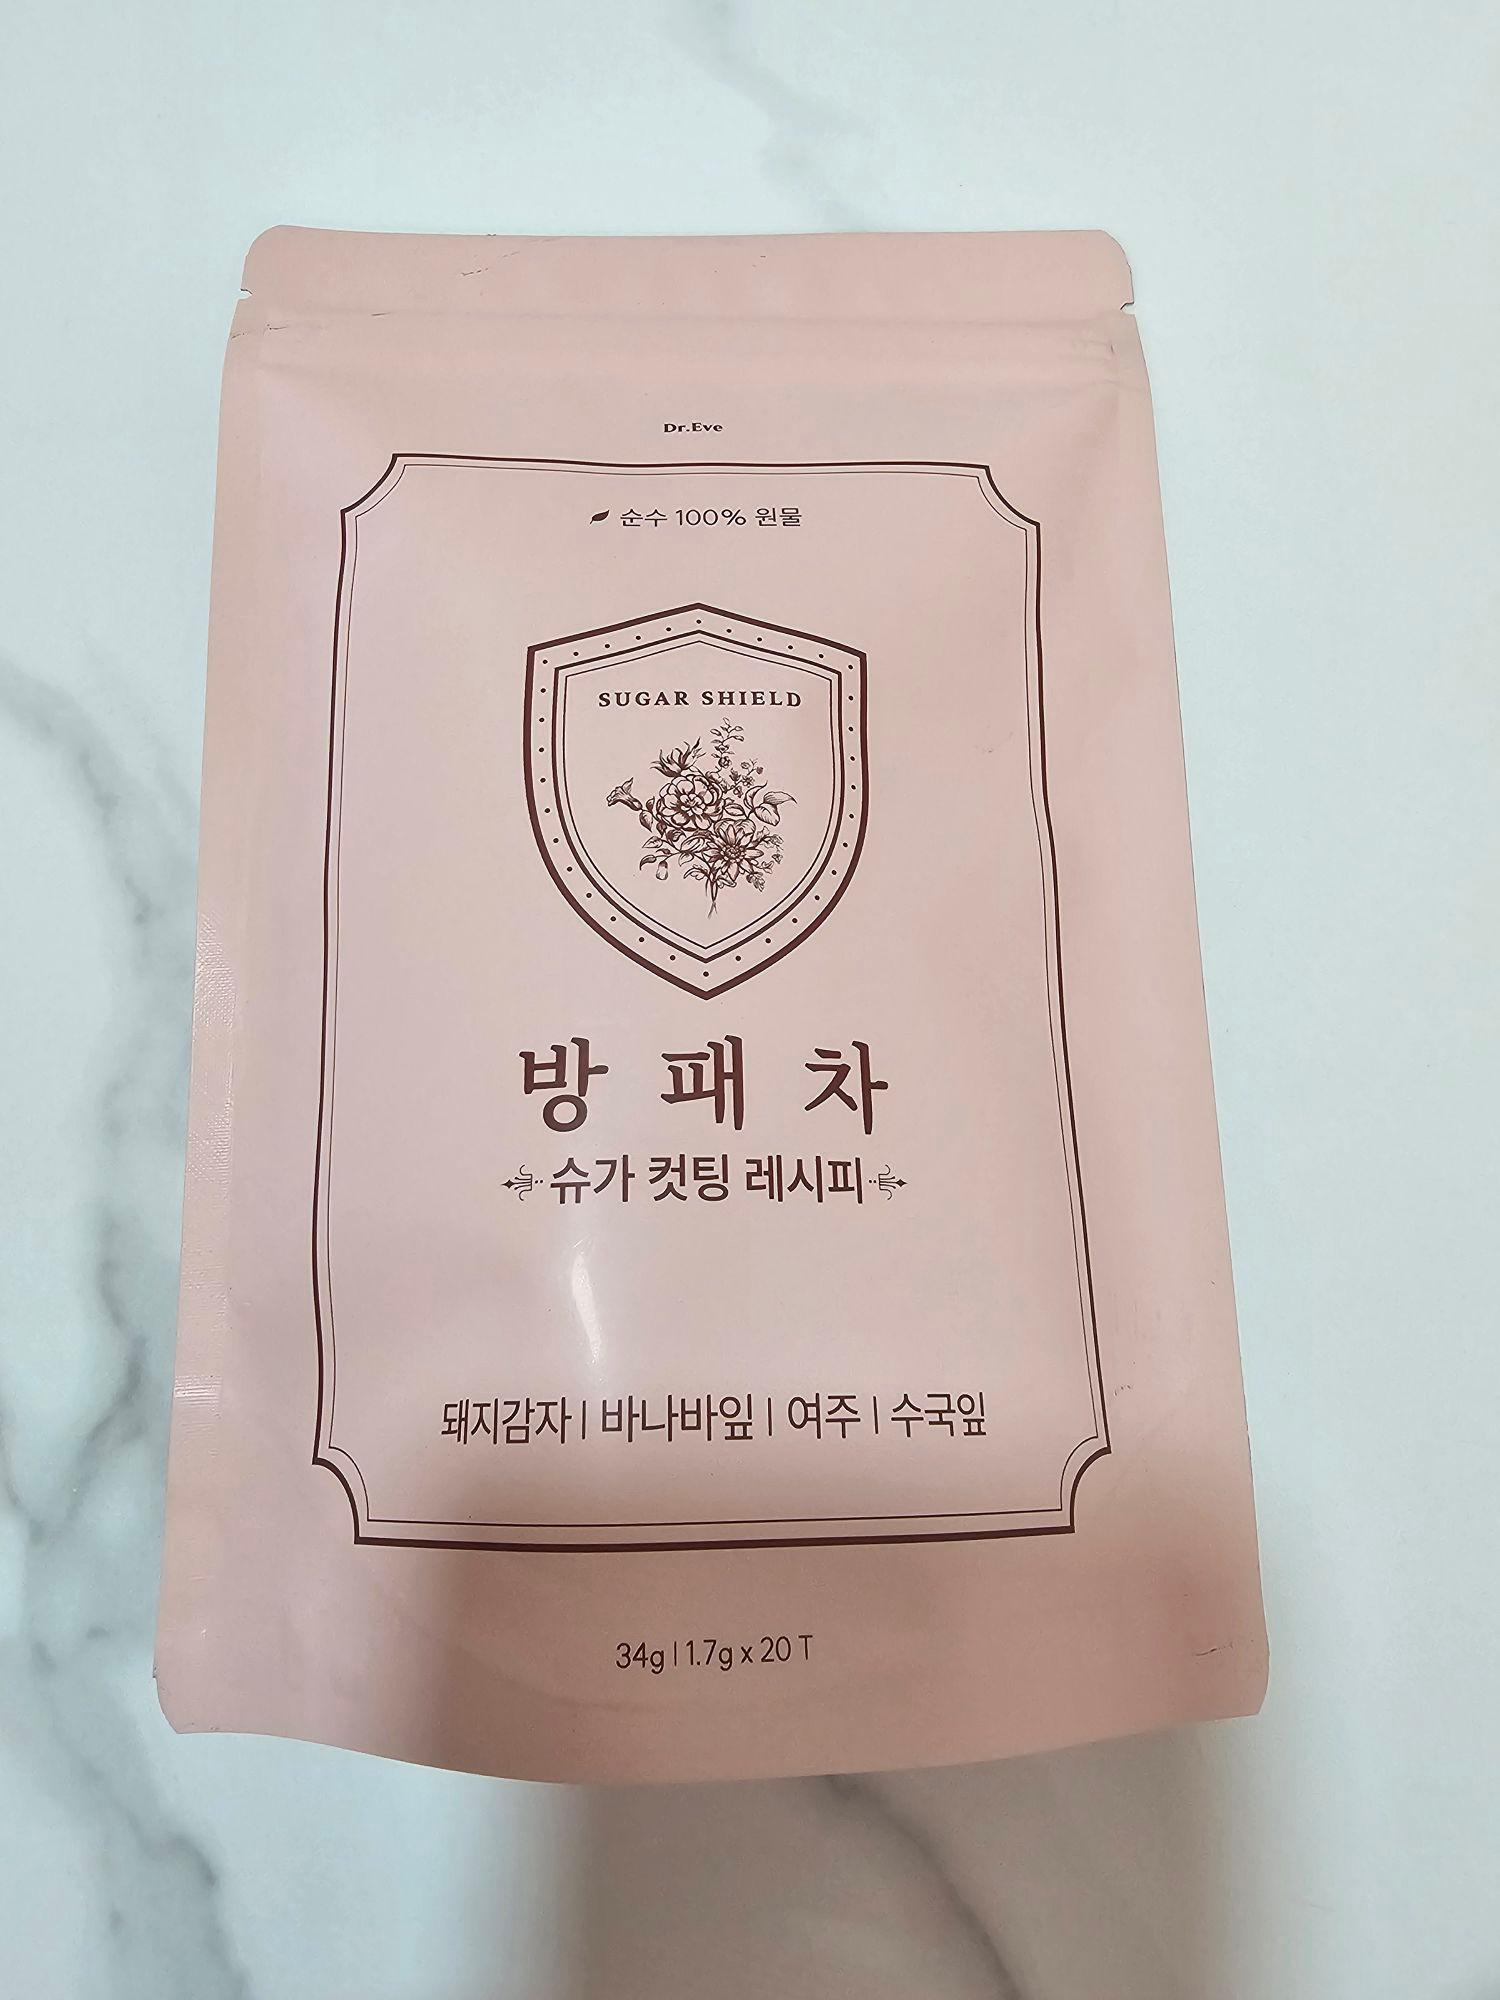 Dr.Eve
순수 100% 원물
SUGAR SHIELD
방패차
슈가 컷팅 레시피
돼지감자 | 바나바잎 | 여주 | 수국잎
34g | 1.7g x 20 T